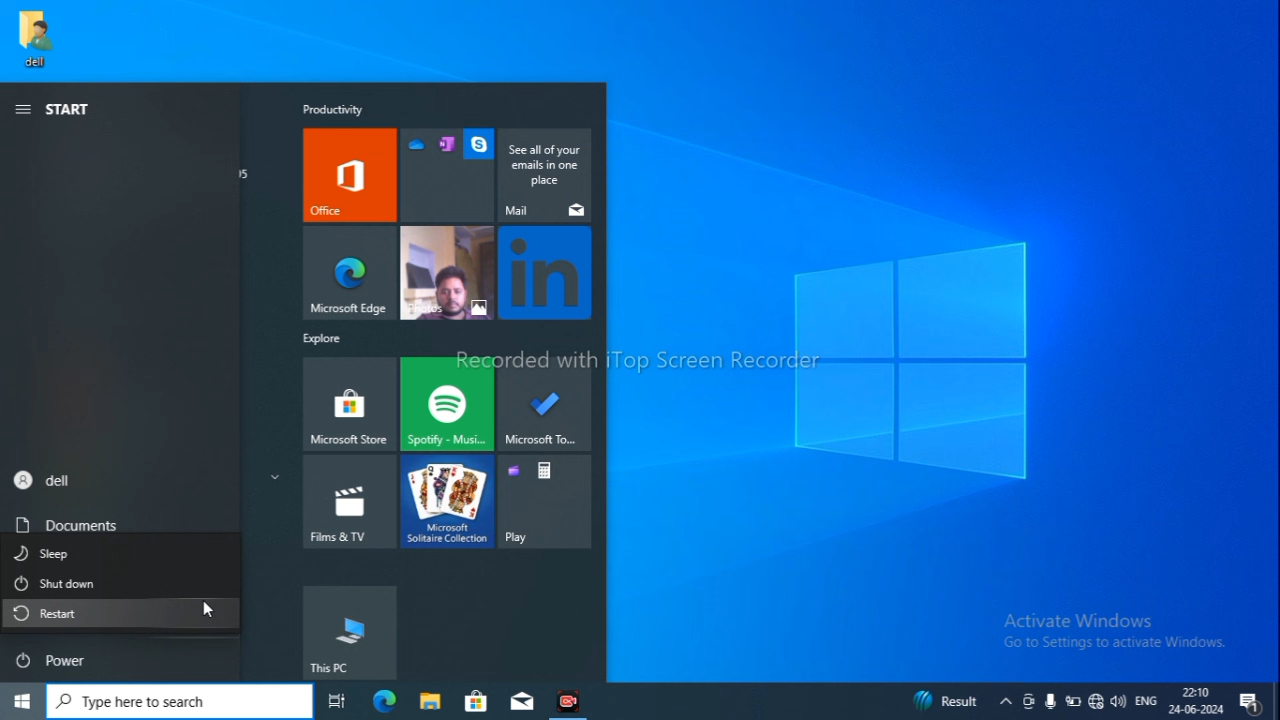 dell
START
Productivity
Office
See all of your
emails in one
place
Mail
Microsoft Edge
Photos
in
Explore
Recorded with iTop Screen Recorder
Microsoft Store
Spotify - Musi...
Microsoft To...
dell
Documents
Films & TV
Microsoft
Solitaire Collection
Play
Sleep
Shut down
Restart
This PC
Power
Activate Windows
Go to Settings to activate Windows.
Type here to search
Result
ENG
22:10
24-06-2024
1